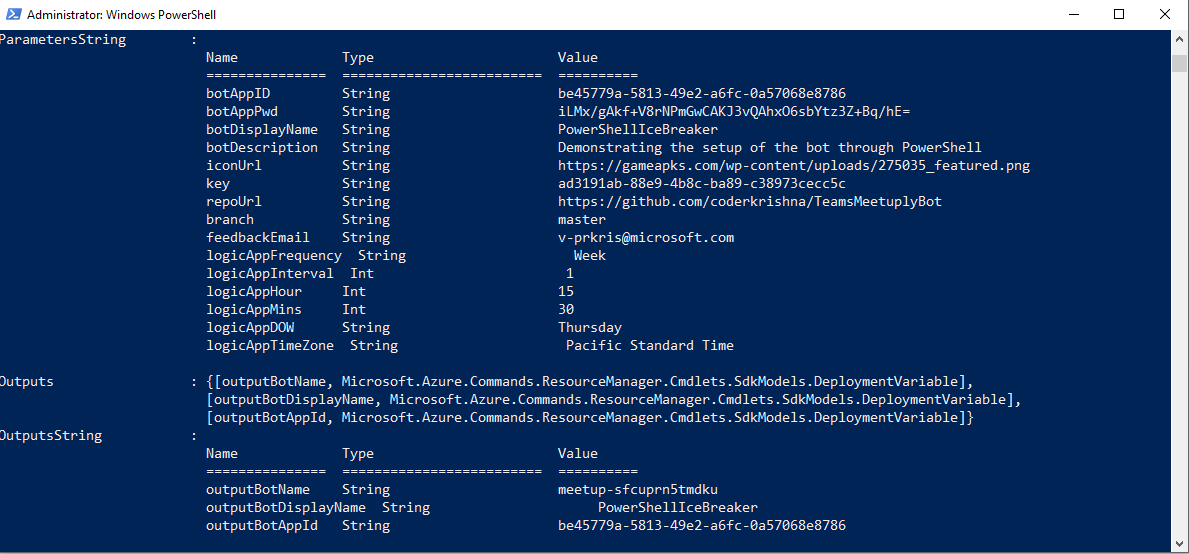 Administrator: Windows PowerShell
ParametersString :
Name Type Value
=============== ========================= ==========
botAppID String be45779a-5813-49e2-a6fc-0a57068e8786
botAppPwd String iLMx/gAkf+V8rNPmGwCAKJ3vQAhxO6sbYtz3Z+Bq/hE=
botDisplayName String PowerShellIceBreaker
botDescription String Demonstrating the setup of the bot through PowerShell
iconUrl String https://gameapks.com/wp-content/uploads/275035_featured.png
key String ad3191ab-88e9-4b8c-ba89-c38973cecc5c
repoUrl String https://github.com/coderkrishna/TeamsMeetuplyBot
branch String master
feedbackEmail String v-prkris@microsoft.com
logicAppFrequency String Week
logicAppInterval Int 1
logicAppHour Int 15
logicAppMins Int 30
logicAppDOW String Thursday
logicAppTimeZone String Pacific Standard Time
Outputs : {[outputBotName, Microsoft.Azure.Commands.ResourceManager.Cmdlets.SdkModels.DeploymentVariable],
[outputBotDisplayName, Microsoft.Azure.Commands.ResourceManager.Cmdlets.SdkModels.DeploymentVariable],
[outputBotAppId, Microsoft.Azure.Commands.ResourceManager.Cmdlets.SdkModels.DeploymentVariable]}
OutputsString :
Name Type Value
=============== ========================= ==========
outputBotName String meetup-sfcuprn5tmdku
outputBotDisplayName String PowerShellIceBreaker
outputBotAppId String be45779a-5813-49e2-a6fc-0a57068e8786